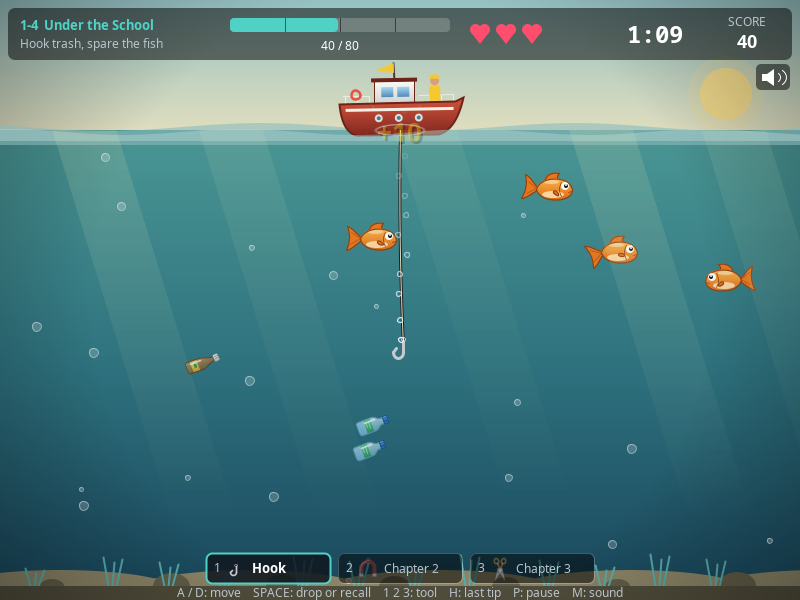 1-4 Under the School
Hook trash, spare the fish
40 / 80
1:09
SCORE
40
+10
1 Hook
2 Chapter 2
3 Chapter 3
A / D: move SPACE: drop or recall 1 2 3: tool H: last tip P: pause M: sound